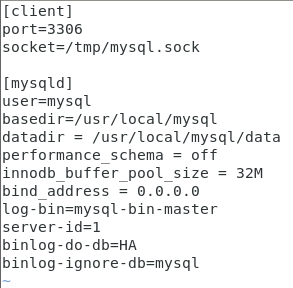 [client]
port=3306
socket=/tmp/mysql.sock

[mysqld]
user=mysql
basedir=/usr/local/mysql
datadir = /usr/local/mysql/data
performance_schema = off
innodb_buffer_pool_size = 32M
bind_address = 0.0.0.0
log-bin=mysql-bin-master
server-id=1
binlog-do-db=HA
binlog-ignore-db=mysql
~